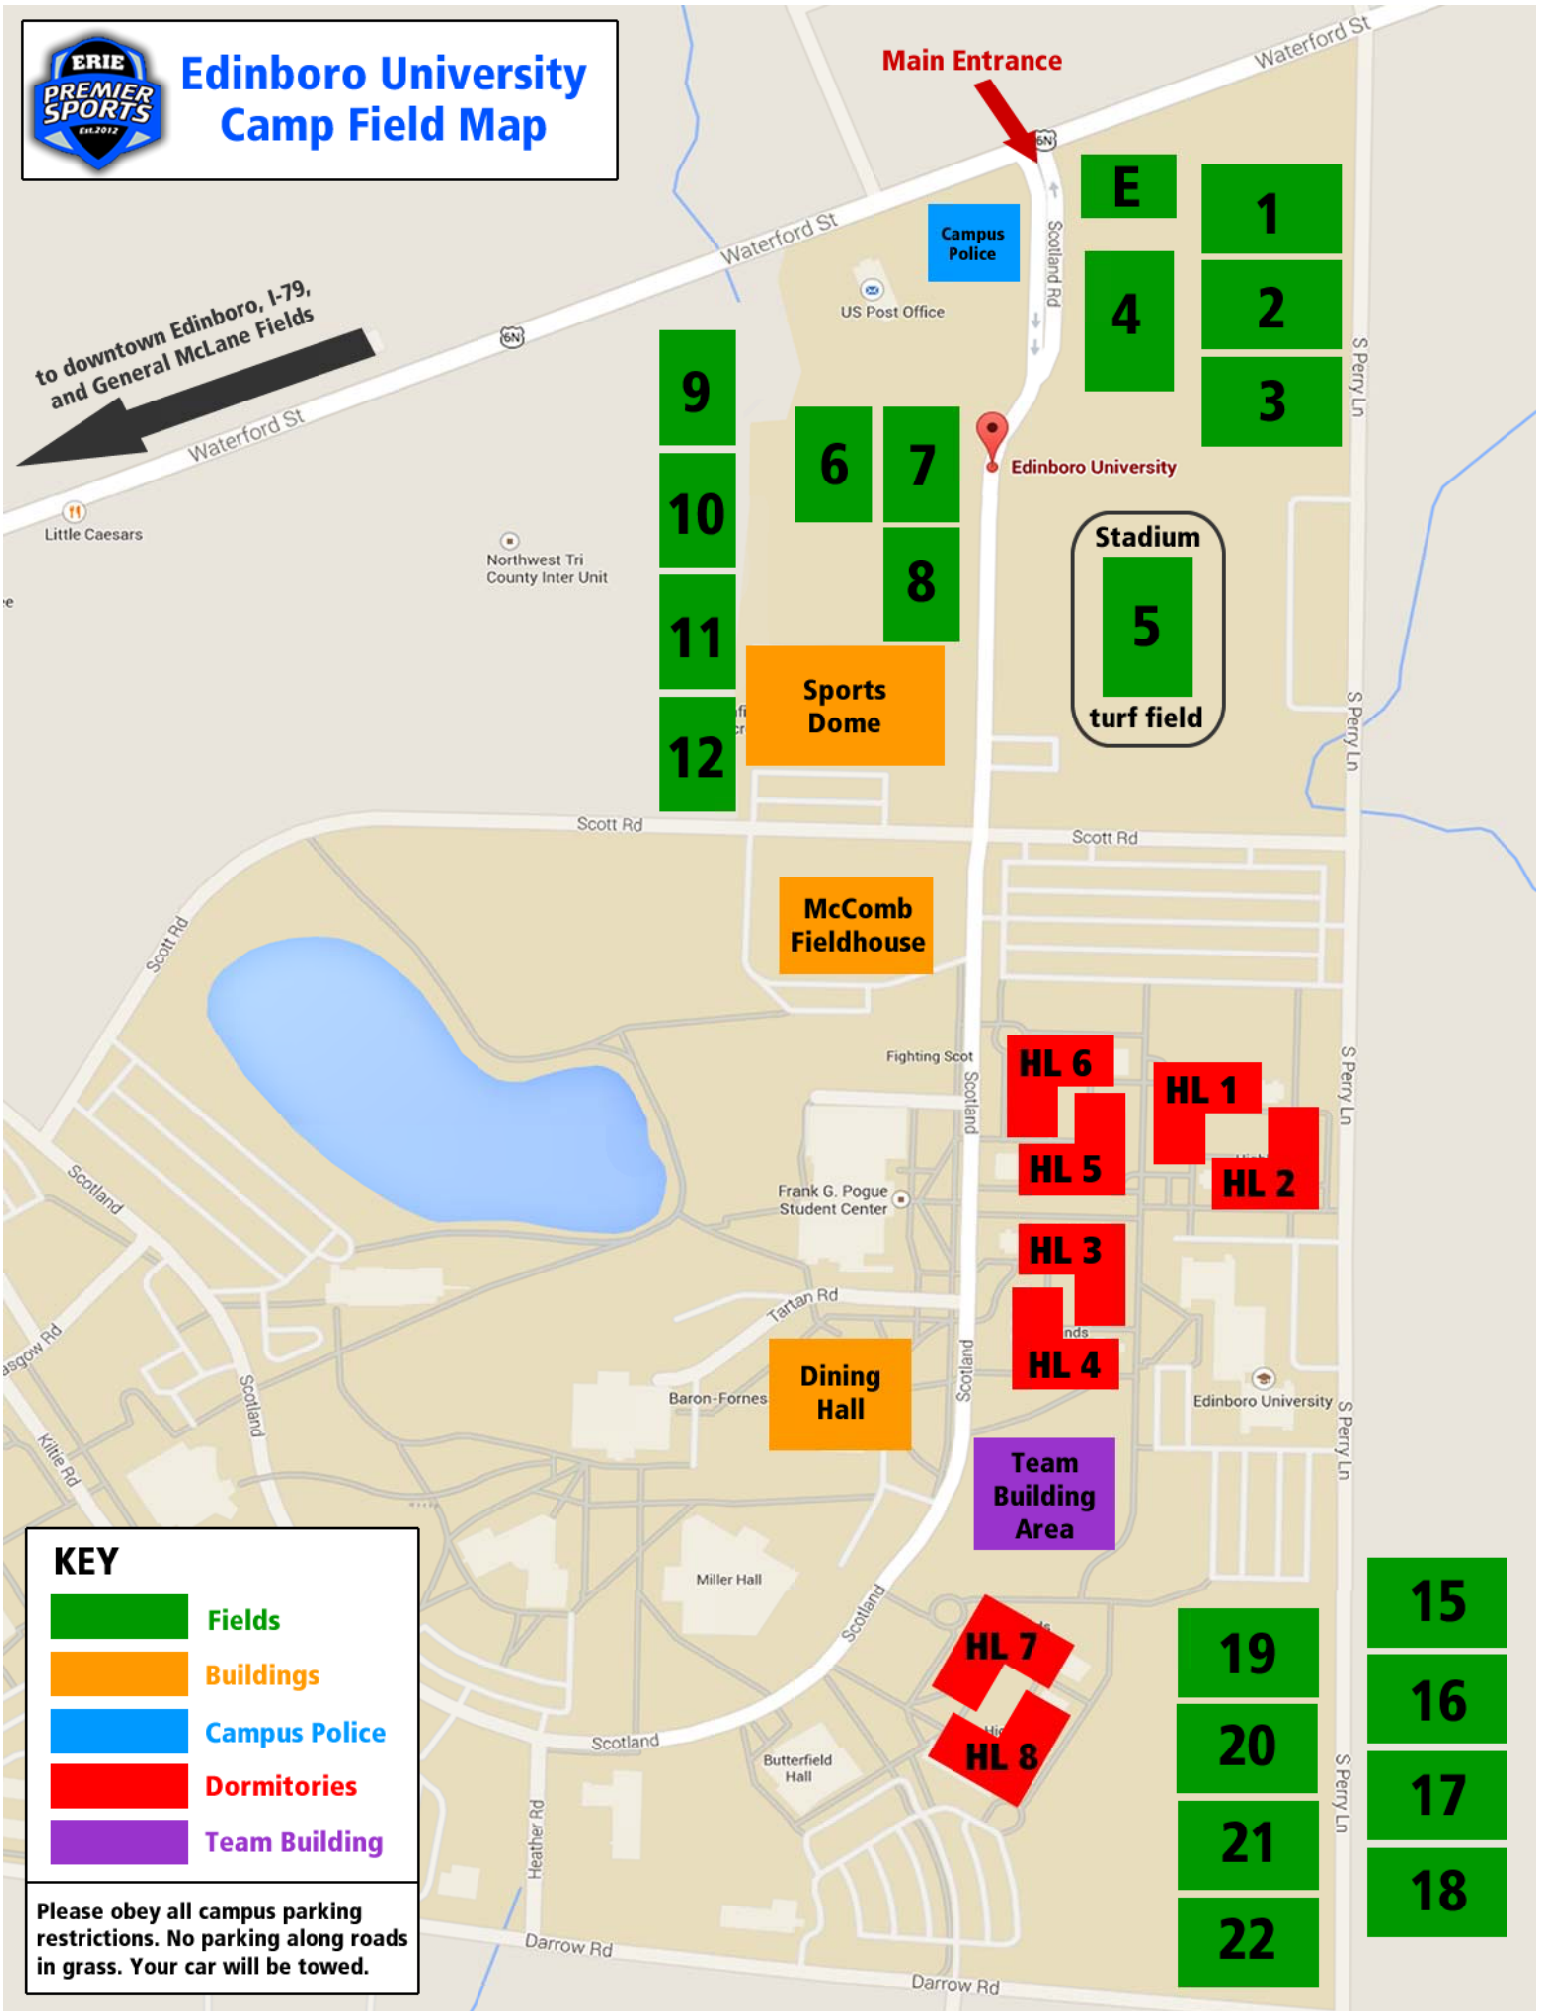 ERIE
PREMIER
SPORTS
Est.2012
Edinboro University
Camp Field Map
Main Entrance
Waterford St
6N
E
1
Campus
Police
Scotland Rd
Waterford St
US Post Office
4
2
to downtown Edinboro, I-79,
and General McLane Fields
6N
S Perry Ln
9
3
Waterford St
6
7
Edinboro University
Little Caesars
10
Northwest Tri
County Inter Unit
Stadium
8
5
11
Sports
Dome
turf field
S Perry Ln
12
Scott Rd
Scott Rd
McComb
Fieldhouse
Scott Rd
Fighting Scot
HL 6
HL 1
Scotland
S Perry Ln
HL 5
HL 2
Scotland
Frank G. Pogue
Student Center
HL 3
Tartan Rd
nds
HL 4
Dining
Hall
Scotland
Baron-Fornes
Edinboro University
Scotland
S Perry Ln
Kiltie Rd
Team
Building
Area
Miller Hall
Scotland
15
HL 7
19
16
HL 8
20
Scotland
Butterfield
Hall
17
S Perry Ln
21
Heather Rd
18
22
Darrow Rd
Darrow Rd
KEY
Fields
Buildings
Campus Police
Dormitories
Team Building
Please obey all campus parking
restrictions. No parking along roads
in grass. Your car will be towed.